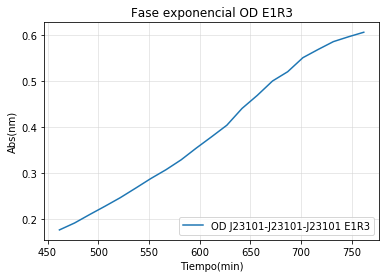 Fase exponencial OD E1R3
Abs(nm)
0.6
0.5
0.4
0.3
0.2
OD J23101-J23101-J23101 E1R3
450 500 550 600 650 700 750
Tiempo(min)